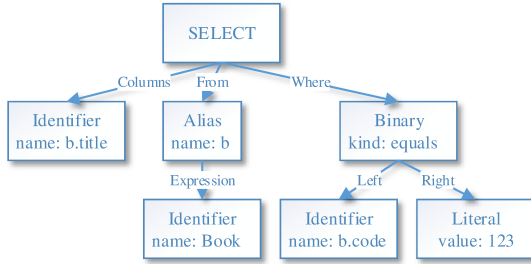 SELECT
Columns
From
Where
Identifier
name: b.title
Alias
name: b
Binary
kind: equals
Expression
Left
Right
Identifier
name: Book
Identifier
name: b.code
Literal
value: 123